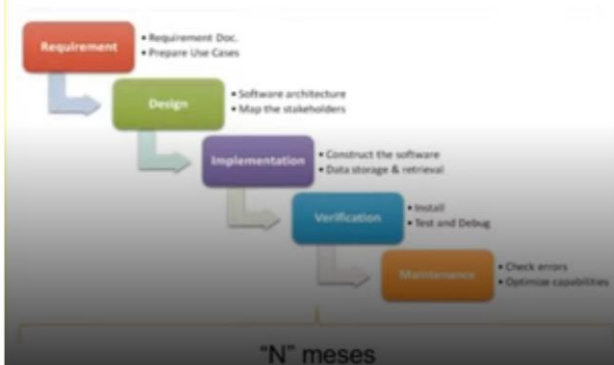 Requirement
• Requirement Doc.
• Prepare Use Cases
Design
• Software architecture
• Map the stakeholders
Implementation
• Construct the software
• Data storage & retrieval
Verification
• Install
• Test and Debug
Maintenance
• Check errors
• Optimize capabilities
"N" meses